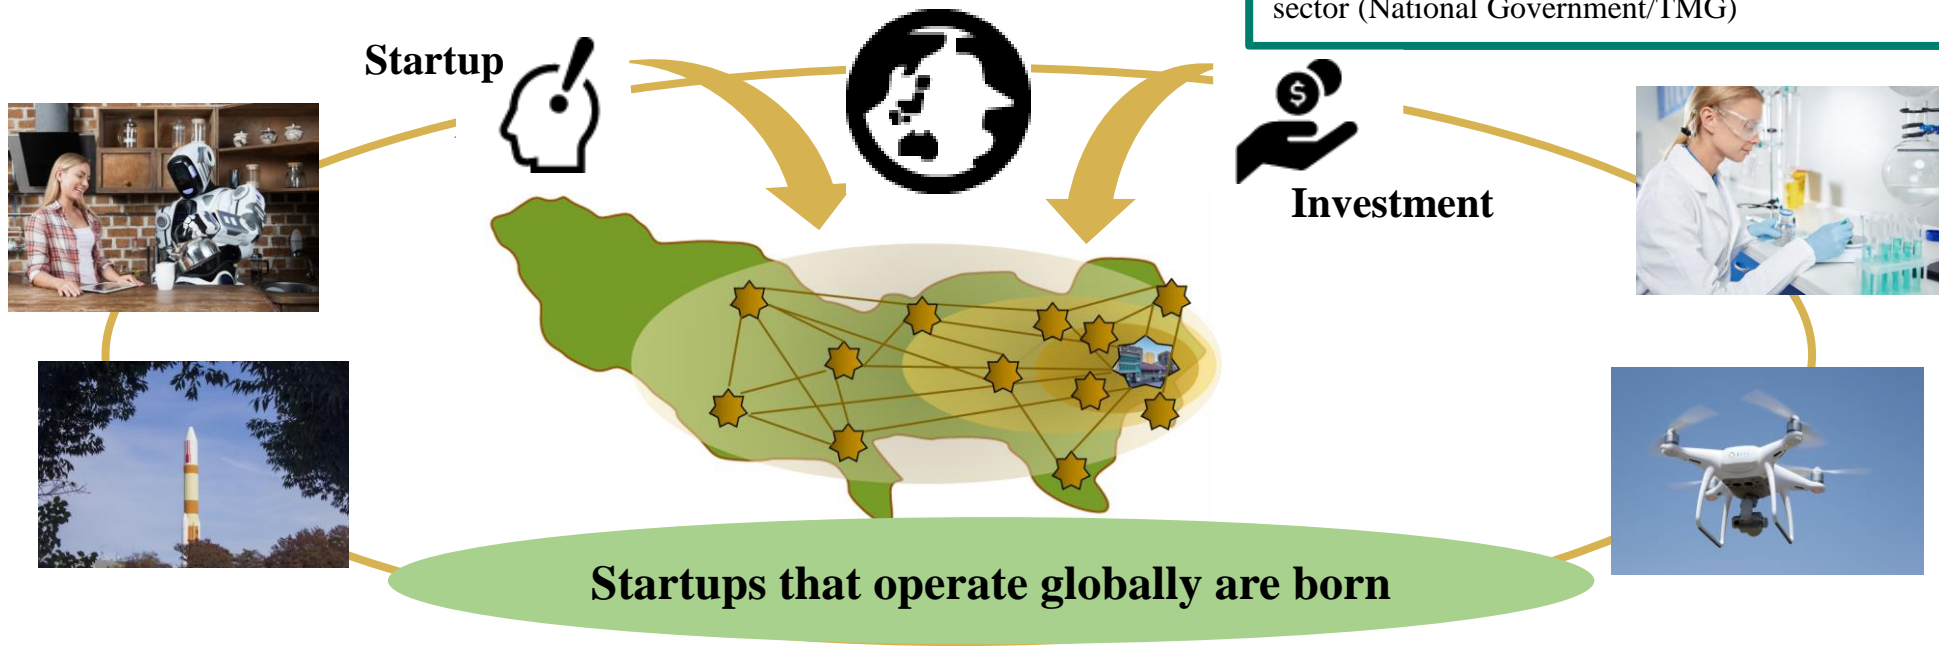 sector (National Government/TMG)
Startup
Investment
Startups that operate globally are born